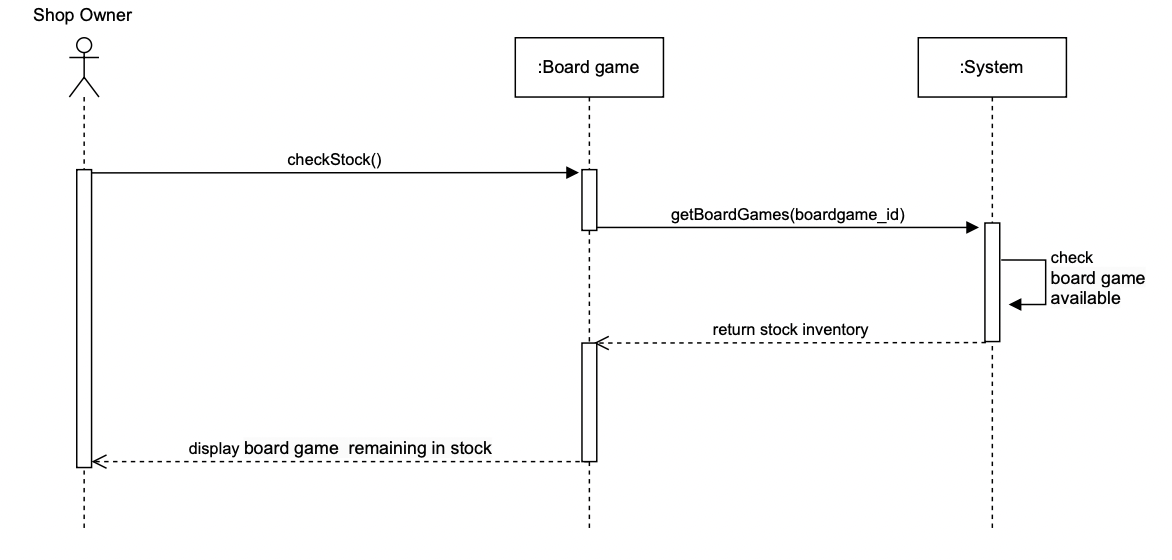 Shop Owner
:Board game
:System
checkStock()
getBoardGames(boardgame_id)
check
board game
available
return stock inventory
display board game  remaining in stock